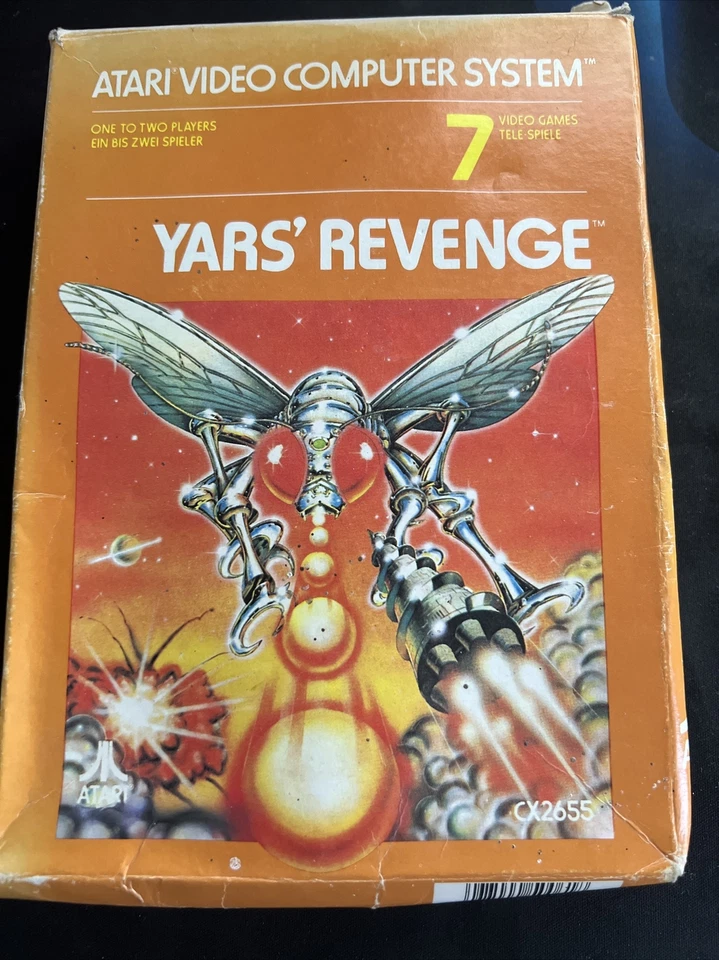 ATARI® VIDEO COMPUTER SYSTEM™
ONE TO TWO PLAYERS
EIN BIS ZWEI SPIELER
7
VIDEO GAMES
TELE-SPIELE
YARS' REVENGE™
ATARI
CX2655